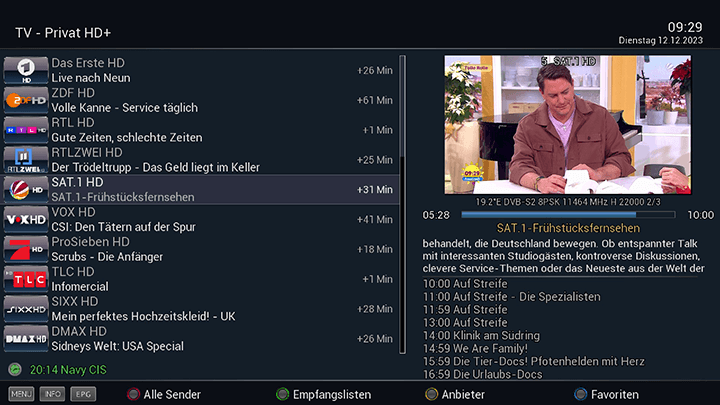 TV - Privat HD+
09:29
Dienstag 12.12.2023
Das Erste HD
Live nach Neun
+26 Min
ZDF HD
Volle Kanne - Service täglich
+61 Min
RTL HD
Gute Zeiten, schlechte Zeiten
+1 Min
RTLZWEI HD
Der Trödeltrupp - Das Geld liegt im Keller
+25 Min
SAT.1 HD
SAT.1-Frühstücksfernsehen
+31 Min
VOX HD
CSI: Den Tätern auf der Spur
+41 Min
ProSieben HD
Scrubs - Die Anfänger
+18 Min
TLC HD
Infomercial
+1 Min
SIXX HD
Mein perfektes Hochzeitskleid! - UK
+28 Min
DMAX HD
Sidneys Welt: USA Special
+26 Min
20:14 Navy CIS
5 SAT.1 HD
09:29
19.2°E DVB-S2 8PSK 11464 MHz H 22000 2/3
05:28 10:00
SAT.1-Frühstücksfernsehen
behandelt, die Deutschland bewegen. Ob entspannter Talk
mit interessanten Studiogästen, kontroverse Diskussionen,
clevere Service-Themen oder das Neueste aus der Welt der
10:00 Auf Streife
11:00 Auf Streife - Die Spezialisten
11:59 Auf Streife
13:00 Auf Streife
14:00 Klinik am Südring
14:59 We Are Family!
15:59 Die Tier-Docs! Pfotenhelden mit Herz
16:59 Die Urlaubs-Docs
MENU INFO EPG Alle Sender Empfangslisten Anbieter Favoriten